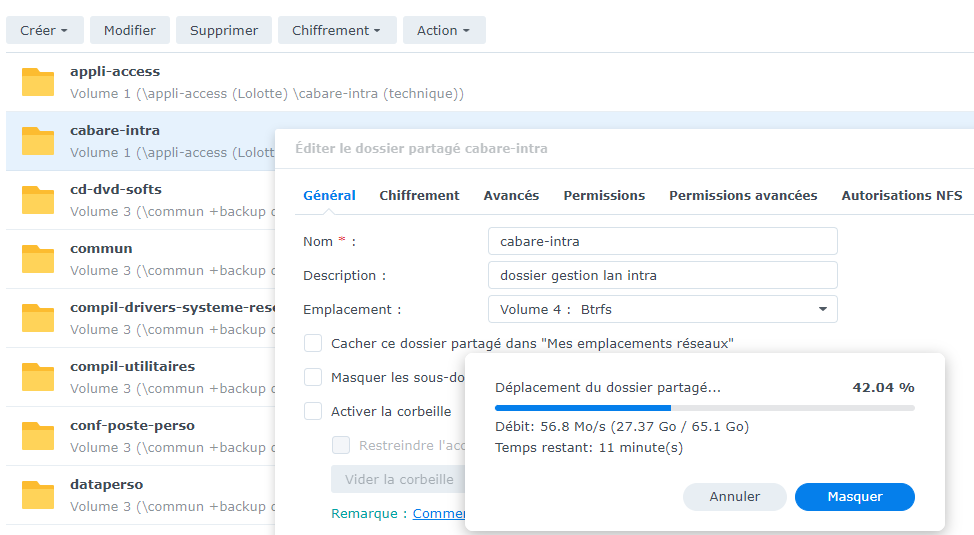 Créer Modifier Supprimer Chiffrement Action
appli-access
Volume 1 (\appli-access (Lolotte) \cabare-intra (technique))
cabare-intra
Volume 1 (\appli-access (Lolott
Éditer le dossier partagé cabare-intra
cd-dvd-softs
Volume 3 (\commun +backup
commun
Volume 3 (\commun +backup
compil-drivers-systeme-rese
Volume 3 (\commun +backup
compil-utilitaires
Volume 3 (\commun +backup
conf-poste-perso
Volume 3 (\commun +backup
dataperso
Volume 3 (\commun +backup
Général Chiffrement Avancés Permissions Permissions avancées Autorisations NFS
Nom * : cabare-intra
Description : dossier gestion lan intra
Emplacement : Volume 4 : Btrfs
Cacher ce dossier partagé dans "Mes emplacements réseaux"
Masquer les sous-do
Activer la corbeille
Restreindre l'acc
Vider la corbeille
Remarque : Commen
Déplacement du dossier partagé... 42.04 %
Débit: 56.8 Mo/s (27.37 Go / 65.1 Go)
Temps restant: 11 minute(s)
Annuler Masquer